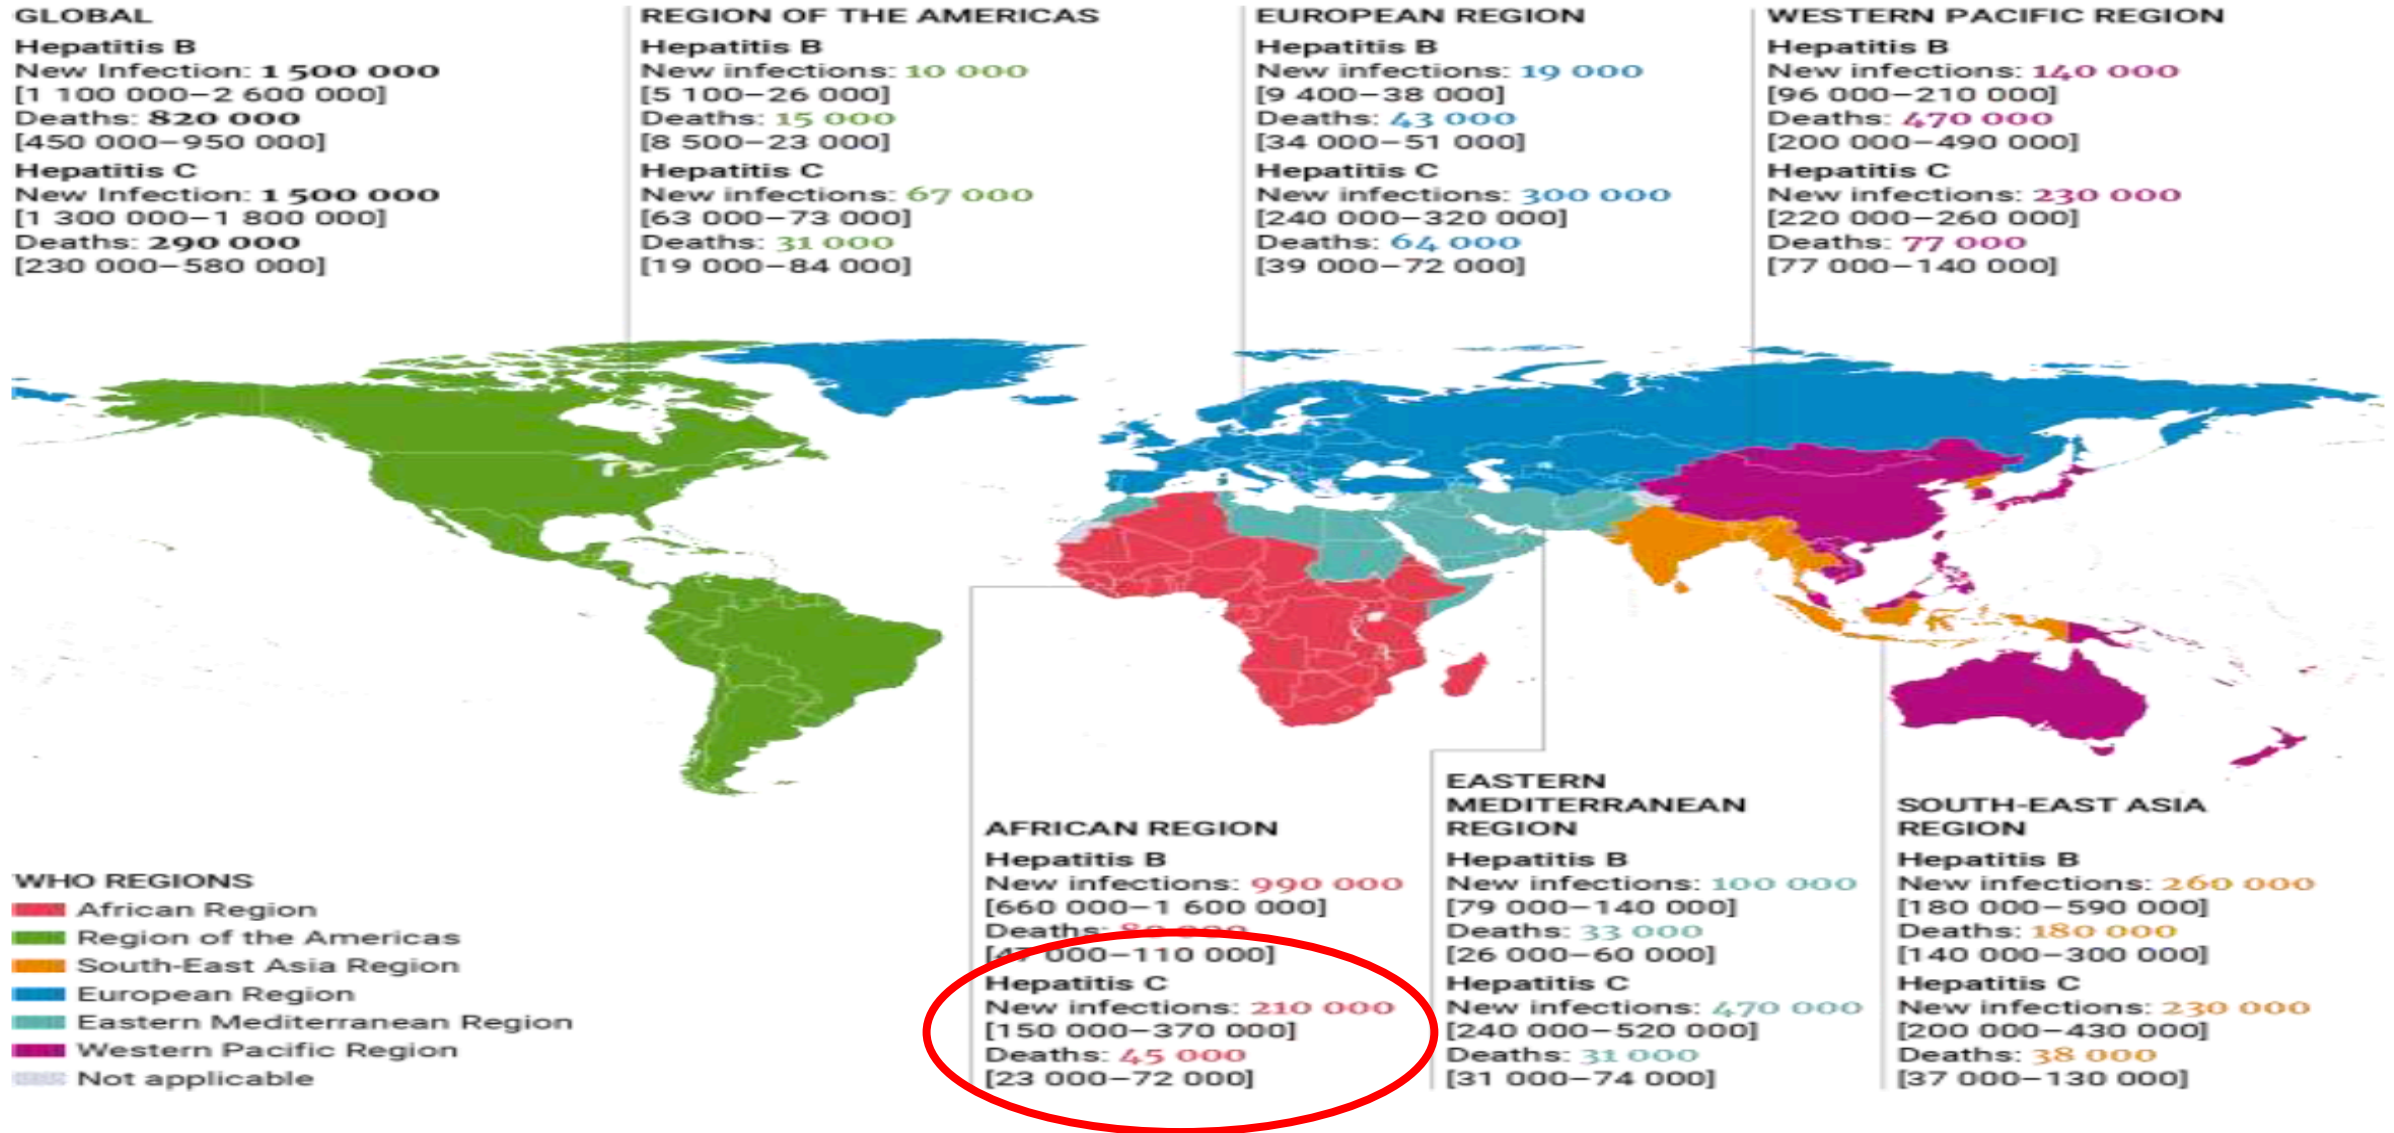 GLOBAL
Hepatitis B
New Infection: 1 500 000
[1 100 000–2 600 000]
Deaths: 820 000
[450 000–950 000]
Hepatitis C
New Infection: 1 500 000
[1 300 000–1 800 000]
Deaths: 290 000
[230 000–580 000]
REGION OF THE AMERICAS
Hepatitis B
New infections: 10 000
[5 100–26 000]
Deaths: 15 000
[8 500–23 000]
Hepatitis C
New infections: 67 000
[63 000–73 000]
Deaths: 31 000
[19 000–84 000]
EUROPEAN REGION
Hepatitis B
New infections: 19 000
[9 400–38 000]
Deaths: 43 000
[34 000–51 000]
Hepatitis C
New infections: 300 000
[240 000–320 000]
Deaths: 64 000
[39 000–72 000]
WESTERN PACIFIC REGION
Hepatitis B
New infections: 140 000
[96 000–210 000]
Deaths: 470 000
[200 000–490 000]
Hepatitis C
New infections: 230 000
[220 000–260 000]
Deaths: 77 000
[77 000–140 000]
WHO REGIONS
African Region
Region of the Americas
South-East Asia Region
European Region
Eastern Mediterranean Region
Western Pacific Region
Not applicable
AFRICAN REGION
Hepatitis B
New infections: 990 000
[660 000–1 600 000]
Deaths:
[47 000–110 000]
Hepatitis C
New infections: 210 000
[150 000–370 000]
Deaths: 45 000
[23 000–72 000]
EASTERN
MEDITERRANEAN
REGION
Hepatitis B
New infections: 100 000
[79 000–140 000]
Deaths: 33 000
[26 000–60 000]
Hepatitis C
New infections: 470 000
[240 000–520 000]
Deaths: 31 000
[31 000–74 000]
SOUTH-EAST ASIA
REGION
Hepatitis B
New infections: 260 000
[180 000–590 000]
Deaths: 180 000
[140 000–300 000]
Hepatitis C
New infections: 230 000
[200 000–430 000]
Deaths: 38 000
[37 000–130 000]